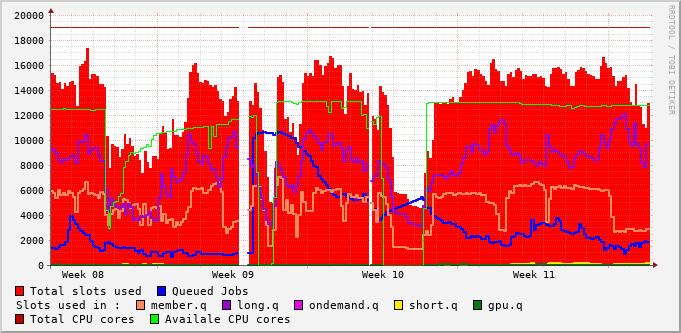 20000
18000
16000
14000
12000
10000
8000
6000
4000
2000
0
Week 08 Week 09 Week 10 Week 11
RRDTOOL / TOBI OETIKER
Total slots used Queued Jobs
Slots used in : member.q long.q ondemand.q short.q gpu.q
Total CPU cores Availale CPU cores